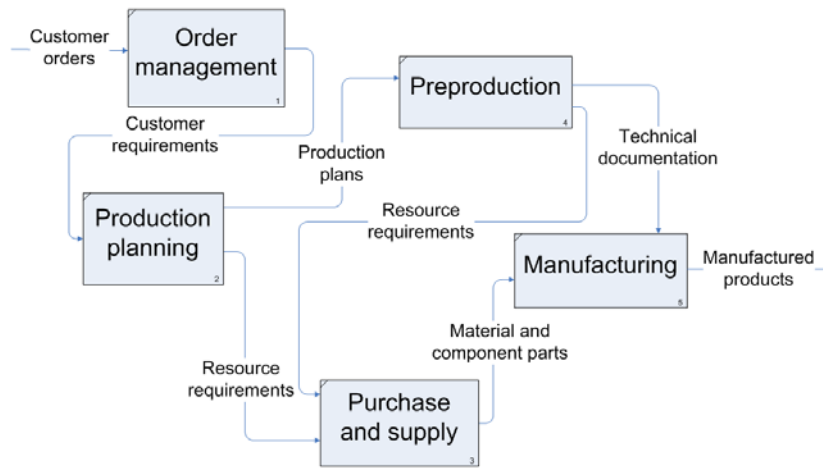 Customer
orders
Order
management
1
Customer
requirements
Production
plans
Preproduction
4
Technical
documentation
Production
planning
2
Resource
requirements
Manufacturing
5
Manufactured
products
Material and
component parts
Resource
requirements
Purchase
and supply
3